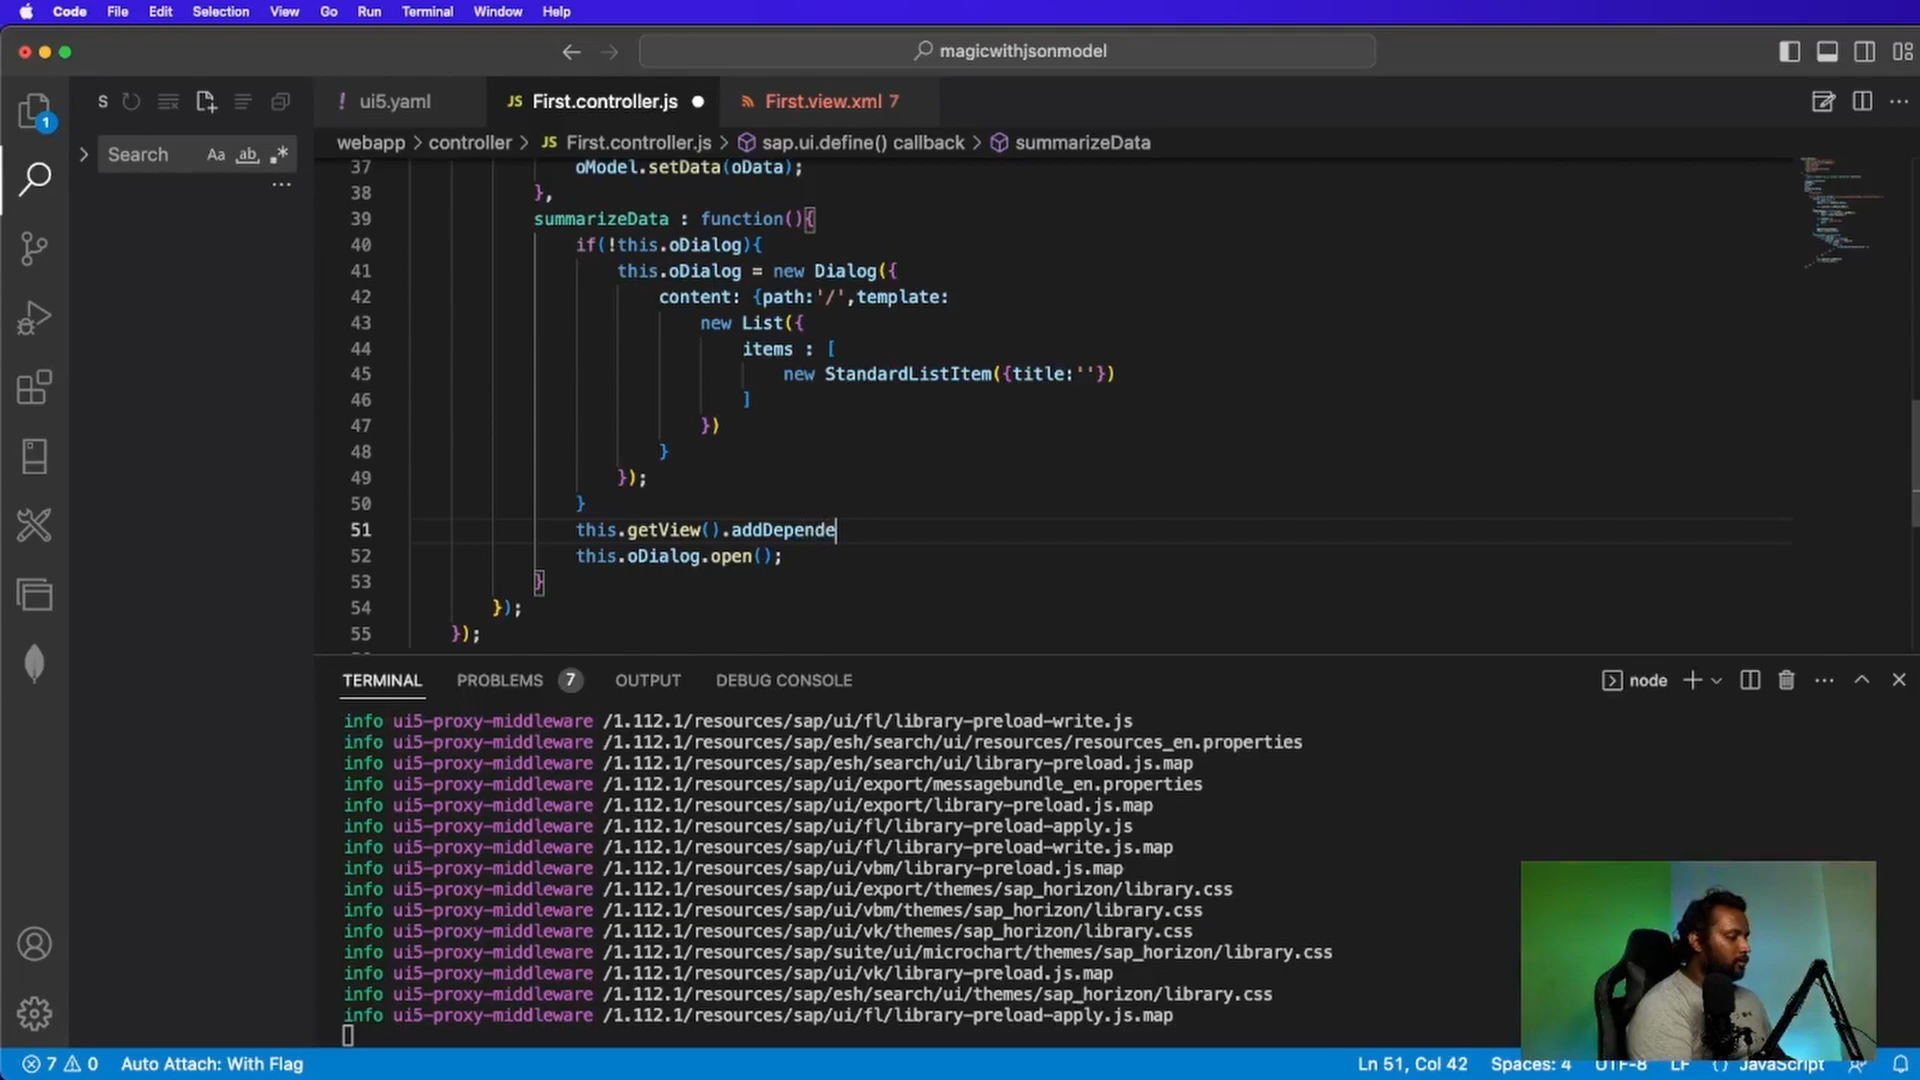 Code File Edit Selection View Go Run Terminal Window Help
magicwithjsonmodel
S
Search Aa ab .*
1
ui5.yaml
JS First.controller.js
First.view.xml 7
webapp > controller > JS First.controller.js > sap.ui.define() callback > summarizeData
37 oModel.setData(oData);
38 },
39 summarizeData : function(){
40 if(!this.oDialog){
41 this.oDialog = new Dialog({
42 content: {path:'/',template:
43 new List({
44 items : [
45 new StandardListItem({title:''})
46 ]
47 })
48 }
49 });
50 }
51 this.getView().addDepende
52 this.oDialog.open();
53 }
54 });
55 });
TERMINAL PROBLEMS 7 OUTPUT DEBUG CONSOLE
node
info ui5-proxy-middleware /1.112.1/resources/sap/ui/fl/library-preload-write.js
info ui5-proxy-middleware /1.112.1/resources/sap/esh/search/ui/resources/resources_en.properties
info ui5-proxy-middleware /1.112.1/resources/sap/esh/search/ui/library-preload.js.map
info ui5-proxy-middleware /1.112.1/resources/sap/ui/export/messagebundle_en.properties
info ui5-proxy-middleware /1.112.1/resources/sap/ui/export/library-preload.js.map
info ui5-proxy-middleware /1.112.1/resources/sap/ui/fl/library-preload-apply.js
info ui5-proxy-middleware /1.112.1/resources/sap/ui/fl/library-preload-write.js.map
info ui5-proxy-middleware /1.112.1/resources/sap/ui/vbm/library-preload.js.map
info ui5-proxy-middleware /1.112.1/resources/sap/ui/export/themes/sap_horizon/library.css
info ui5-proxy-middleware /1.112.1/resources/sap/ui/vbm/themes/sap_horizon/library.css
info ui5-proxy-middleware /1.112.1/resources/sap/ui/vk/themes/sap_horizon/library.css
info ui5-proxy-middleware /1.112.1/resources/sap/suite/ui/microchart/themes/sap_horizon/library.css
info ui5-proxy-middleware /1.112.1/resources/sap/ui/vk/library-preload.js.map
info ui5-proxy-middleware /1.112.1/resources/sap/esh/search/ui/themes/sap_horizon/library.css
info ui5-proxy-middleware /1.112.1/resources/sap/ui/fl/library-preload-apply.js.map
7 0 Auto Attach: With Flag
Ln 51, Col 42 Spaces: 4 UTF-8 LF JavaScript